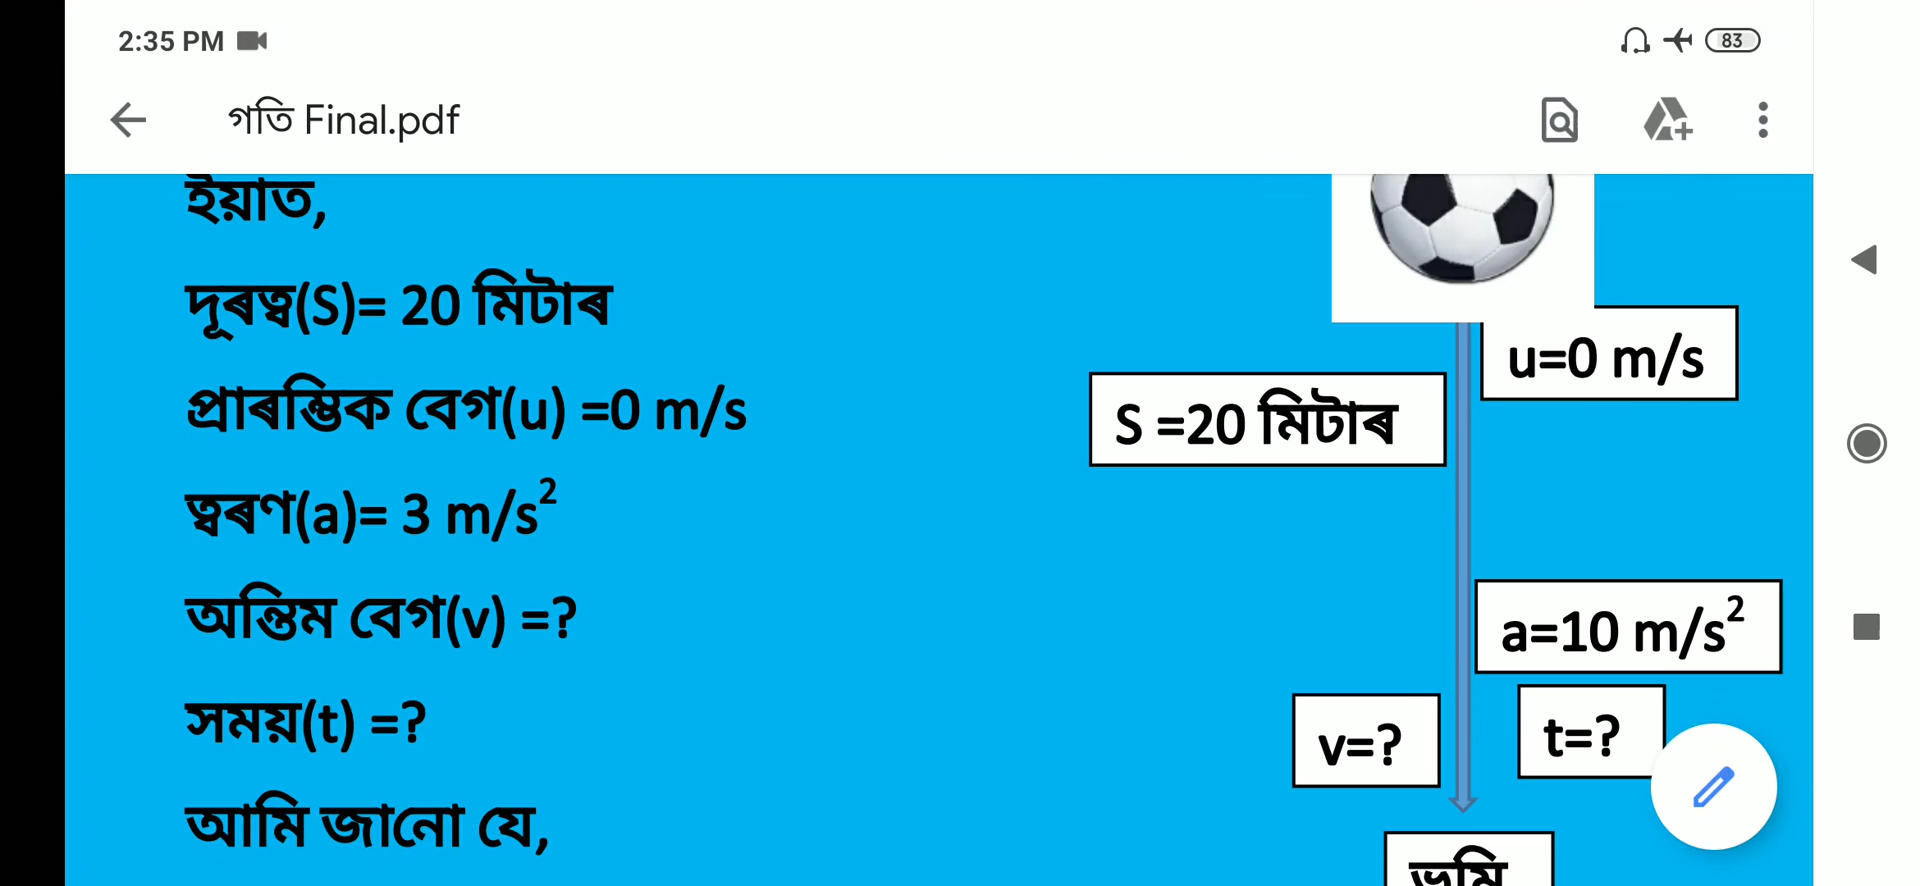 2:35 PM
83
গতি Final.pdf
ইয়াত,
দূৰত্ব(S)= 20 মিটাৰ
প্ৰাৰম্ভিক বেগ(u) =0 m/s
ত্বৰণ(a)= 3 m/s²
অন্তিম বেগ(v) =?
সময়(t) =?
আমি জানো যে,
u=0 m/s
S =20 মিটাৰ
a=10 m/s²
v=?
t=?
ভূমি